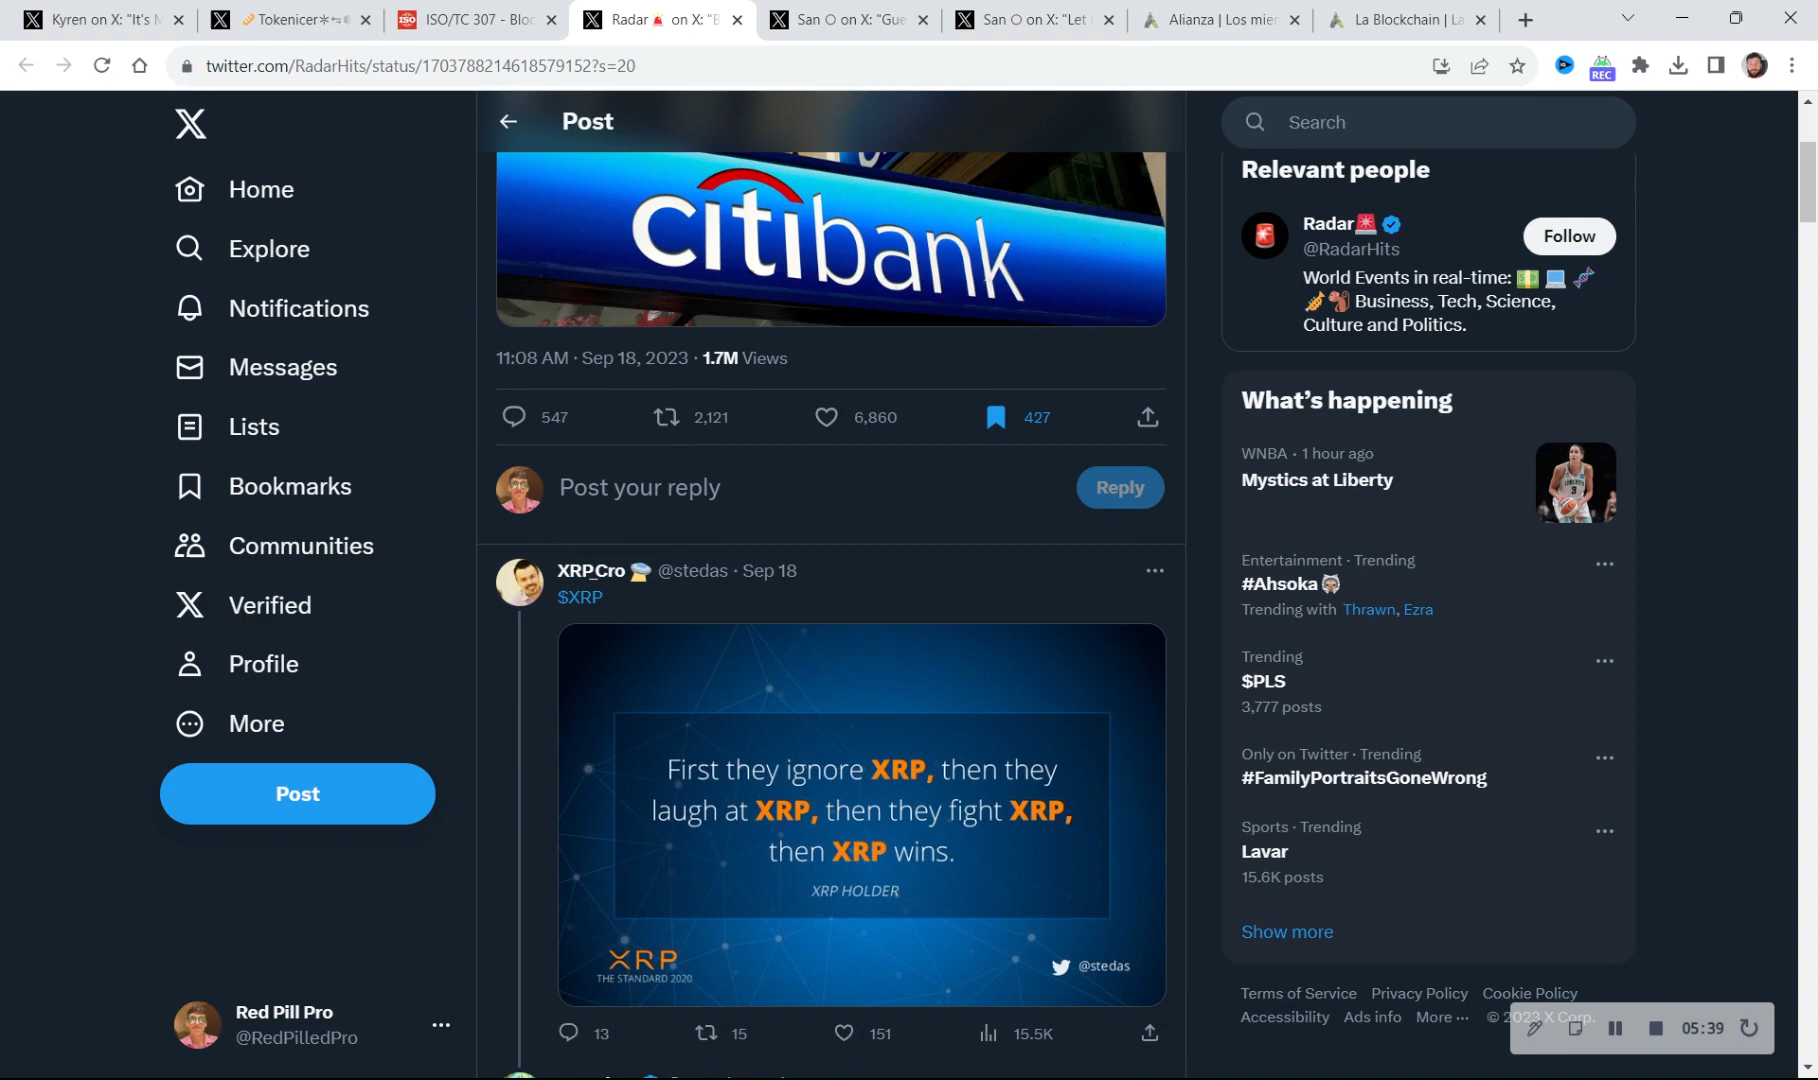 Kyren on X: "It's M
Tokenicer
ISO/TC 307 - Bloc
Radar on X: "B
San on X: "Gue
San on X: "Let
Alianza | Los mier
La Blockchain | La
twitter.com/RadarHits/status/1703788214618579152?s=20
REC
Post
Search
citibank
Home
Explore
Notifications
Messages
Lists
Bookmarks
Communities
Verified
Profile
More
Post
Red Pill Pro
@RedPilledPro
11:08 AM · Sep 18, 2023 · 1.7M Views
547 2,121 6,860 427
Post your reply
Reply
XRP_Cro @stedas · Sep 18
$XRP
First they ignore XRP, then they
laugh at XRP, then they fight XRP,
then XRP wins.
XRP HOLDER
XRP
THE STANDARD 2020
@stedas
13 15 151 15.5K
Relevant people
Radar
@RadarHits
Follow
World Events in real-time:
Business, Tech, Science,
Culture and Politics.
What's happening
WNBA · 1 hour ago
Mystics at Liberty
Entertainment · Trending
#Ahsoka
Trending with Thrawn, Ezra
Trending
$PLS
3,777 posts
Only on Twitter · Trending
#FamilyPortraitsGoneWrong
Sports · Trending
Lavar
15.6K posts
Show more
Terms of Service Privacy Policy Cookie Policy
Accessibility Ads info More ··· © 2023 X Corp.
05:39